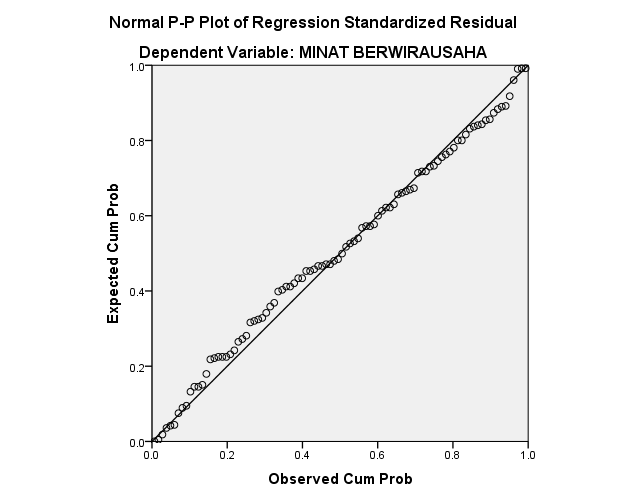 Normal P-P Plot of Regression Standardized Residual
Dependent Variable: MINAT BERWIRAUSAHA
1.0
0.8
0.6
0.4
0.2
0.0
Expected Cum Prob
0.0 0.2 0.4 0.6 0.8 1.0
Observed Cum Prob